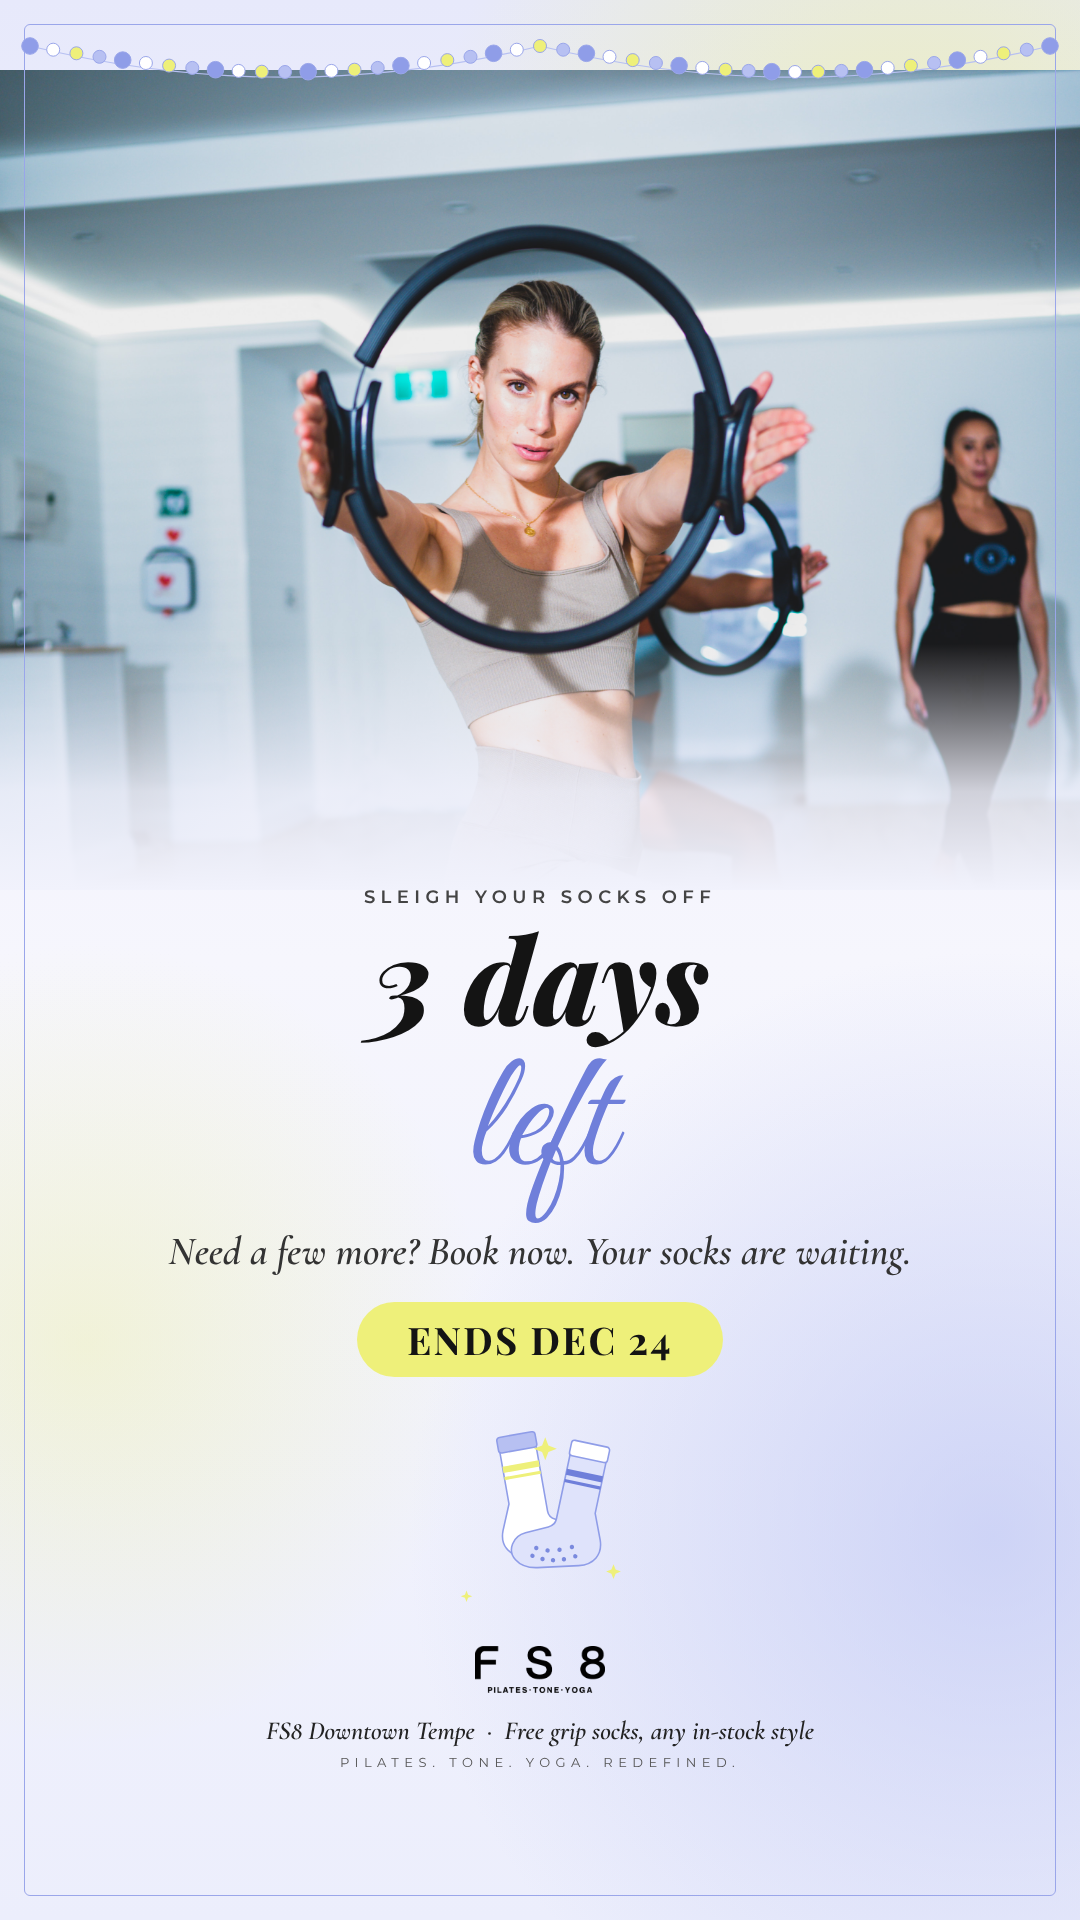 SLEIGH YOUR SOCKS OFF
3 days
left
Need a few more? Book now. Your socks are waiting.
ENDS DEC 24
FS8
PILATES·TONE·YOGA
FS8 Downtown Tempe · Free grip socks, any in-stock style
PILATES. TONE. YOGA. REDEFINED.